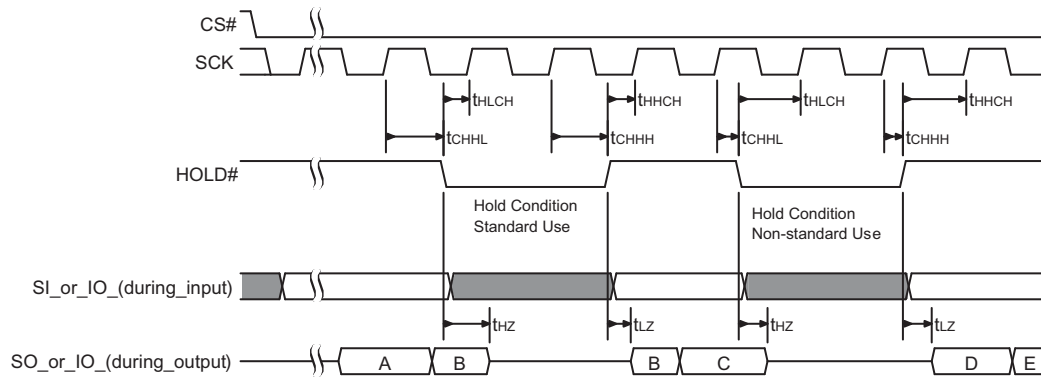 CS#
SCK
tHLCH tHHCH tHLCH tHHCH
tCHHL tCHHH tCHHL tCHHH
HOLD#
Hold Condition
Standard Use
Hold Condition
Non-standard Use
SI_or_IO_(during_input)
tHZ tLZ tHZ tLZ
SO_or_IO_(during_output) A B B C D E